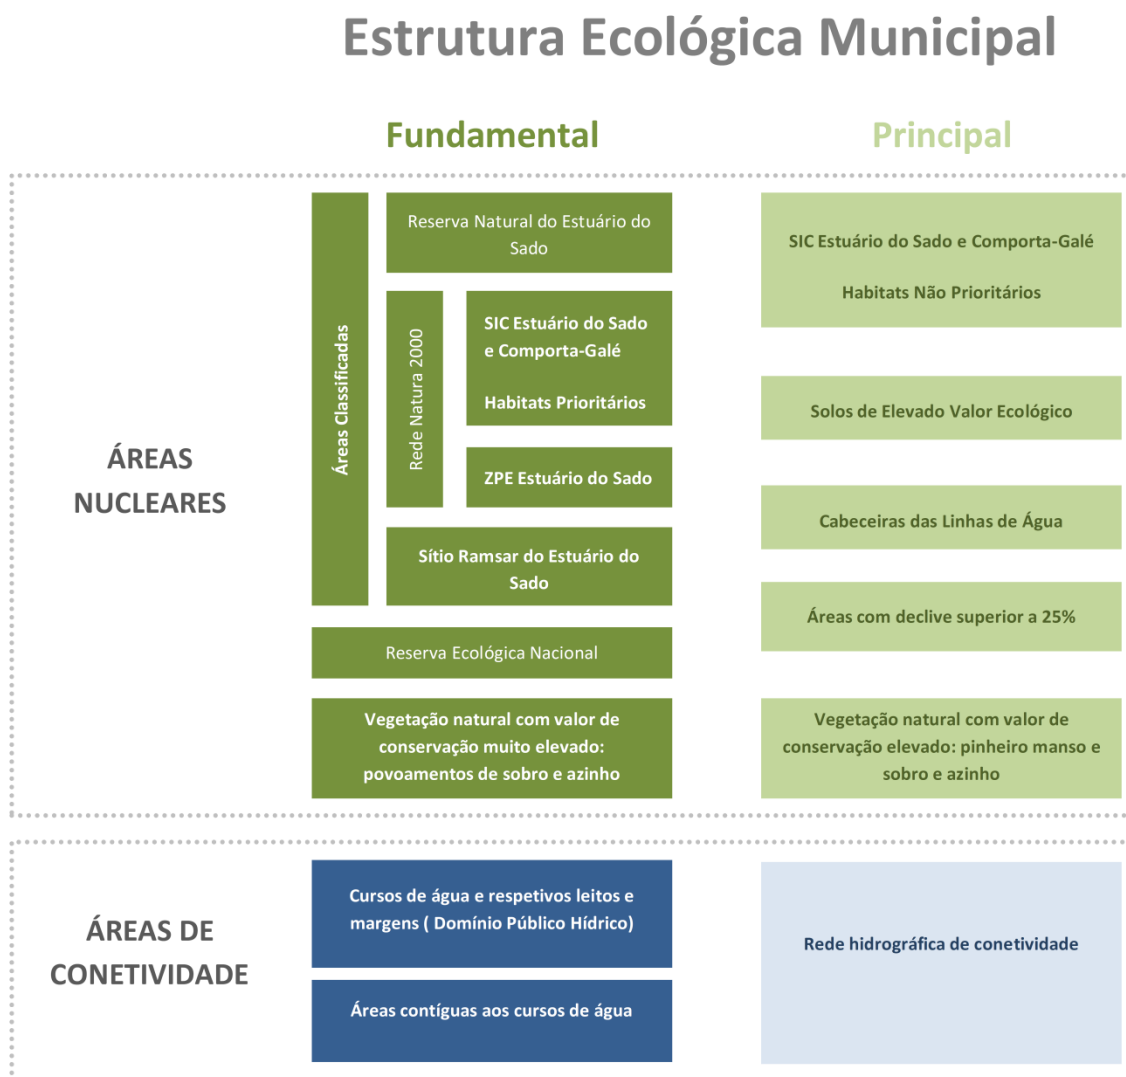 Estrutura Ecológica Municipal
Fundamental
Principal
ÁREAS
NUCLEARES
Áreas Classificadas
Reserva Natural do Estuário do
Sado
Rede Natura 2000
SIC Estuário do Sado
e Comporta-Galé
Habitats Prioritários
ZPE Estuário do Sado
Sítio Ramsar do Estuário do
Sado
Reserva Ecológica Nacional
Vegetação natural com valor de
conservação muito elevado:
povoamentos de sobro e azinho
SIC Estuário do Sado e Comporta-Galé
Habitats Não Prioritários
Solos de Elevado Valor Ecológico
Cabeceiras das Linhas de Água
Áreas com declive superior a 25%
Vegetação natural com valor de
conservação elevado: pinheiro manso e
sobro e azinho
ÁREAS DE
CONETIVIDADE
Cursos de água e respetivos leitos e
margens ( Domínio Público Hídrico)
Áreas contíguas aos cursos de água
Rede hidrográfica de conetividade